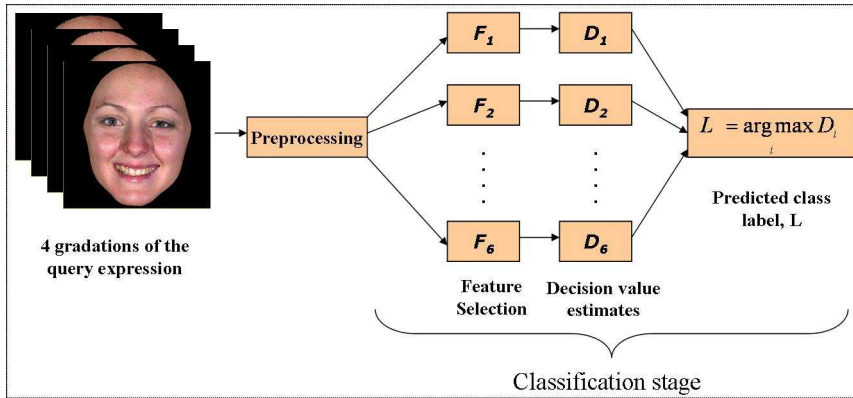 F1
D1
F2
D2
Preprocessing
L = arg max Di
i
. .
. .
. .
. .
Predicted class
label, L
4 gradations of the
query expression
F6
D6
Feature
Selection
Decision value
estimates
Classification stage